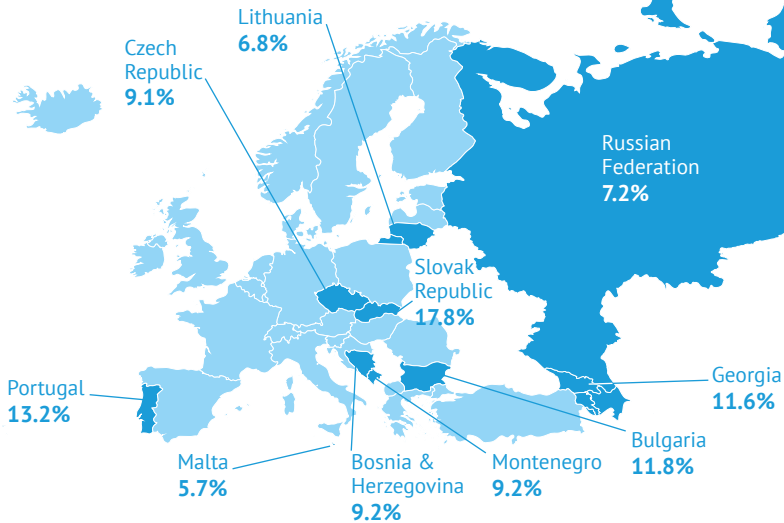 Lithuania
6.8%
Czech
Republic
9.1%
Russian
Federation
7.2%
Slovak
Republic
17.8%
Portugal
13.2%
Georgia
11.6%
Malta
5.7%
Bosnia &
Herzegovina
9.2%
Montenegro
9.2%
Bulgaria
11.8%